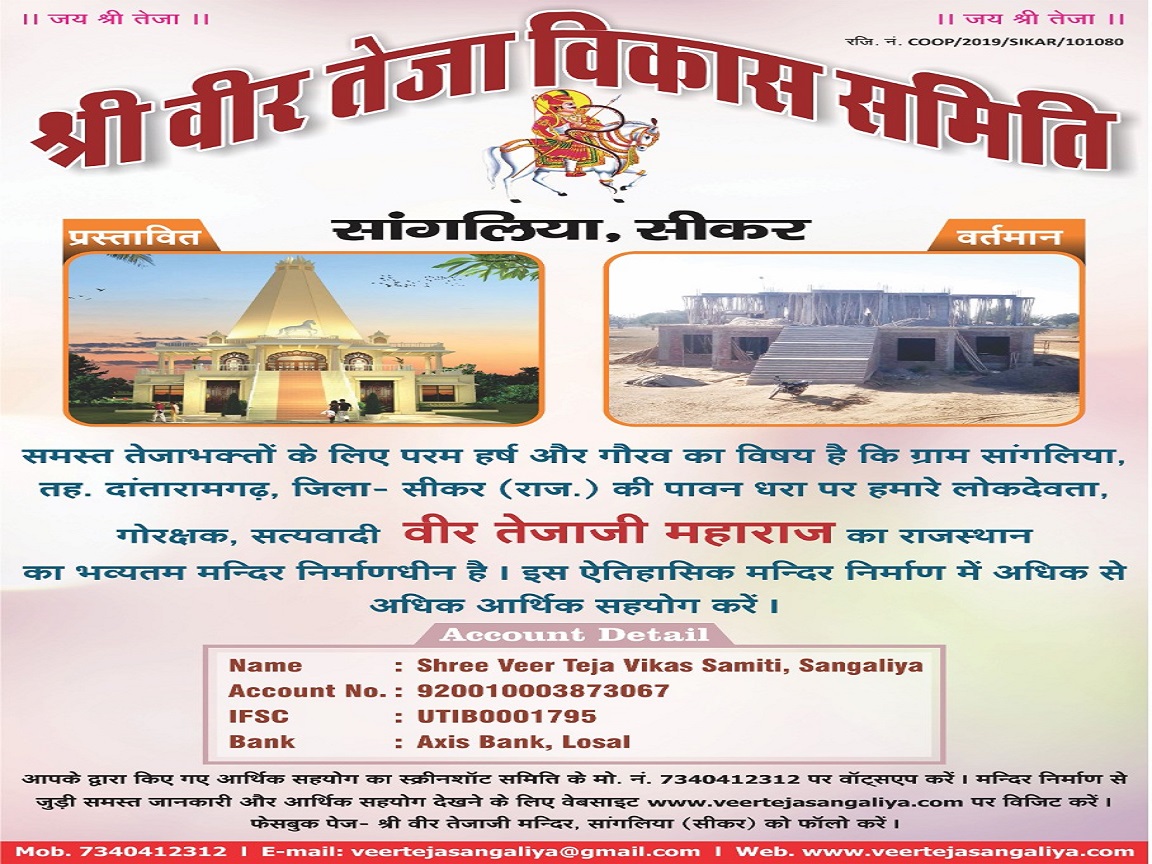 ।। जय श्री तेजा ।।
।। जय श्री तेजा ।।
रजि. नं. COOP/2019/SIKAR/101080
श्री वीर तेजा विकास समिति
सांगलिया, सीकर
प्रस्तावित
वर्तमान
समस्त तेजाभक्तों के लिए परम हर्ष और गौरव का विषय है कि ग्राम सांगलिया,
तह. दांतारामगढ़, जिला- सीकर (राज.) की पावन धरा पर हमारे लोकदेवता,
गोरक्षक, सत्यवादी वीर तेजाजी महाराज का राजस्थान
का भव्यतम मन्दिर निर्माणधीन है । इस ऐतिहासिक मन्दिर निर्माण में अधिक से
अधिक आर्थिक सहयोग करें ।
Account Detail
Name : Shree Veer Teja Vikas Samiti, Sangaliya
Account No. : 920010003873067
IFSC : UTIB0001795
Bank : Axis Bank, Losal
आपके द्वारा किए गए आर्थिक सहयोग का स्क्रीनशॉट समिति के मो. नं. 7340412312 पर वॉट्सएप करें । मन्दिर निर्माण से
जुड़ी समस्त जानकारी और आर्थिक सहयोग देखने के लिए वेबसाइट www.veertejasangaliya.com पर विजिट करें ।
फेसबुक पेज- श्री वीर तेजाजी मन्दिर, सांगलिया (सीकर) को फॉलो करें ।
Mob. 7340412312 | E-mail: veertejasangaliya@gmail.com | Web. www.veertejasangaliya.com